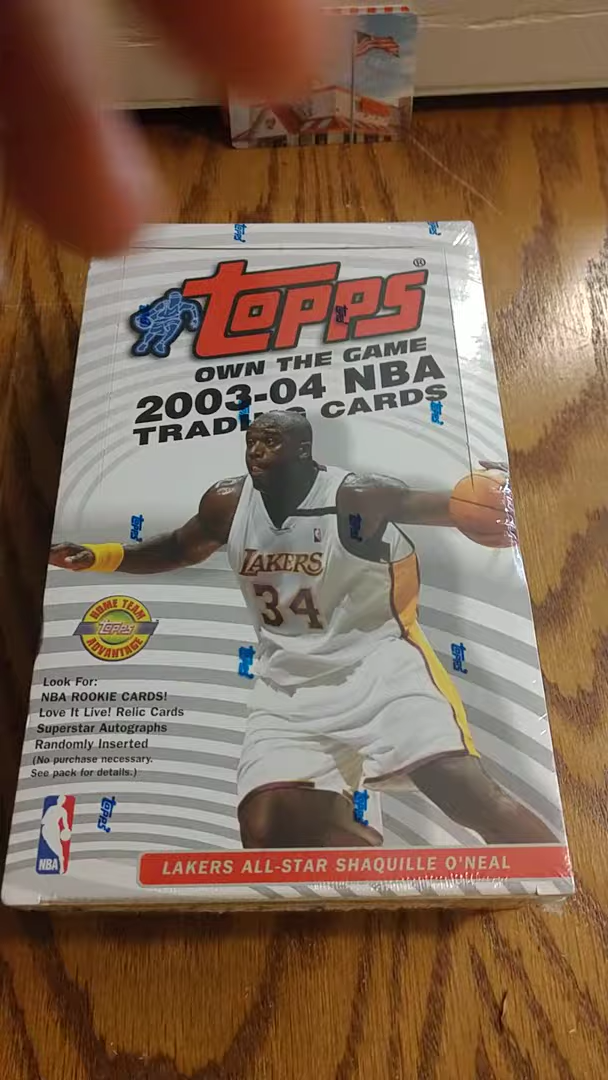 Topps®
OWN THE GAME
2003-04 NBA
TRADING CARDS
LAKERS
34
HOME TEAM
Topps
ADVANTAGE
Look For:
NBA ROOKIE CARDS!
Love It Live! Relic Cards
Superstar Autographs
Randomly Inserted
(No purchase necessary.
See pack for details.)
NBA
Topps
LAKERS ALL-STAR SHAQUILLE O'NEAL